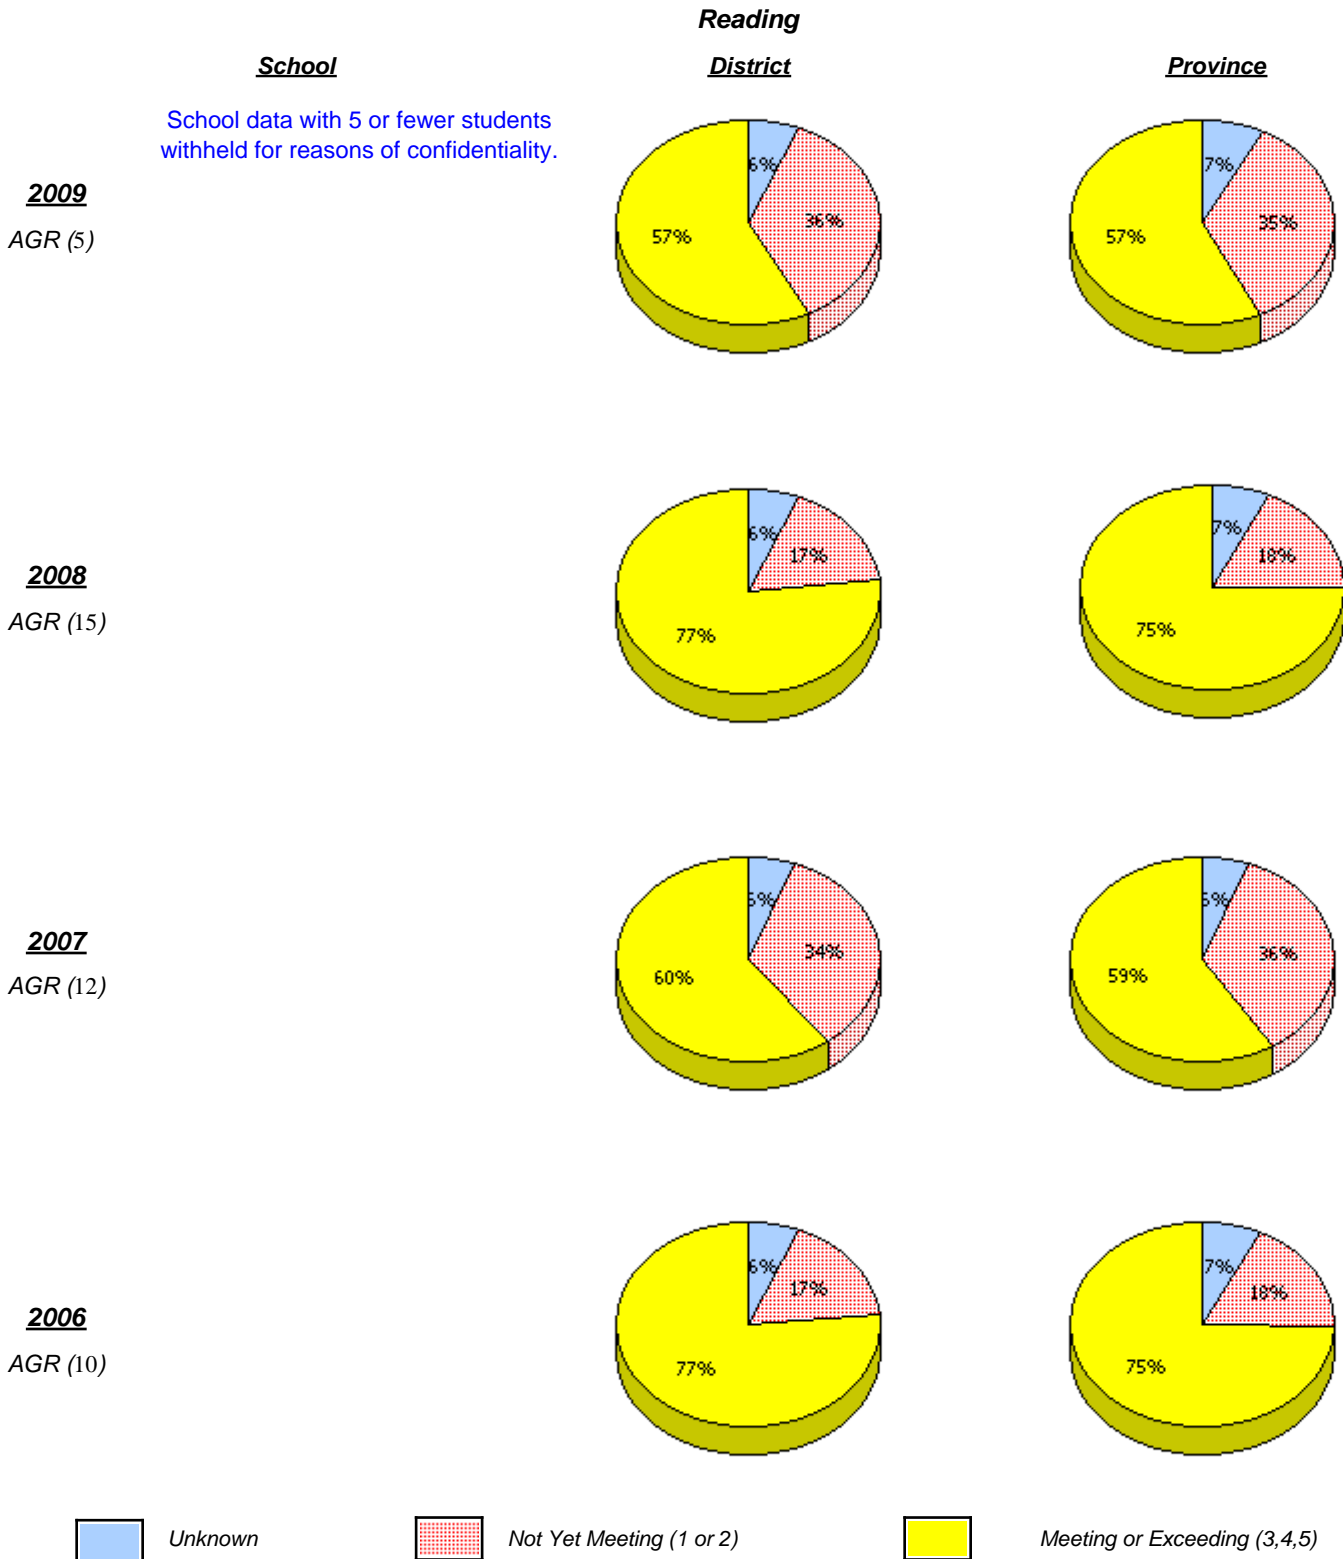 Reading
School District Province
School data with 5 or fewer students
withheld for reasons of confidentiality.
2009
AGR (5)
6% 36% 57%
7% 35% 57%
2008
AGR (15)
6% 17% 77%
7% 18% 75%
2007
AGR (12)
34% 60%
36% 59%
2006
AGR (10)
6% 17% 77%
7% 18% 75%
Unknown Not Yet Meeting (1 or 2) Meeting or Exceeding (3,4,5)